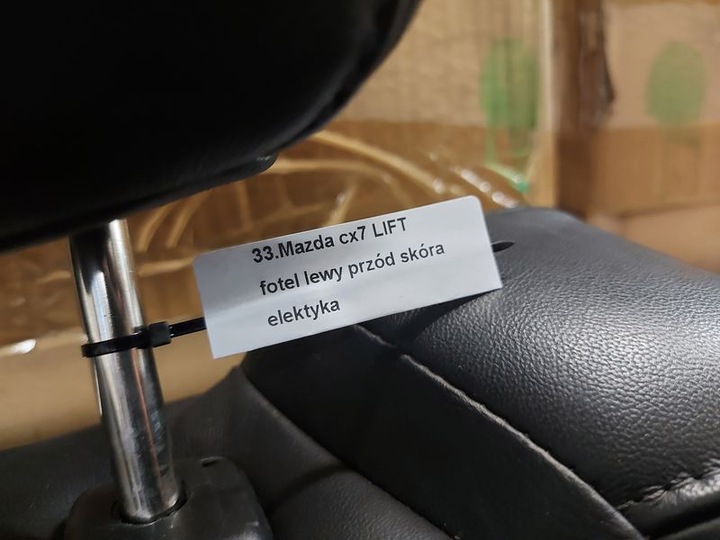 33.Mazda cx7 LIFT
fotel lewy przód skóra
elektyka